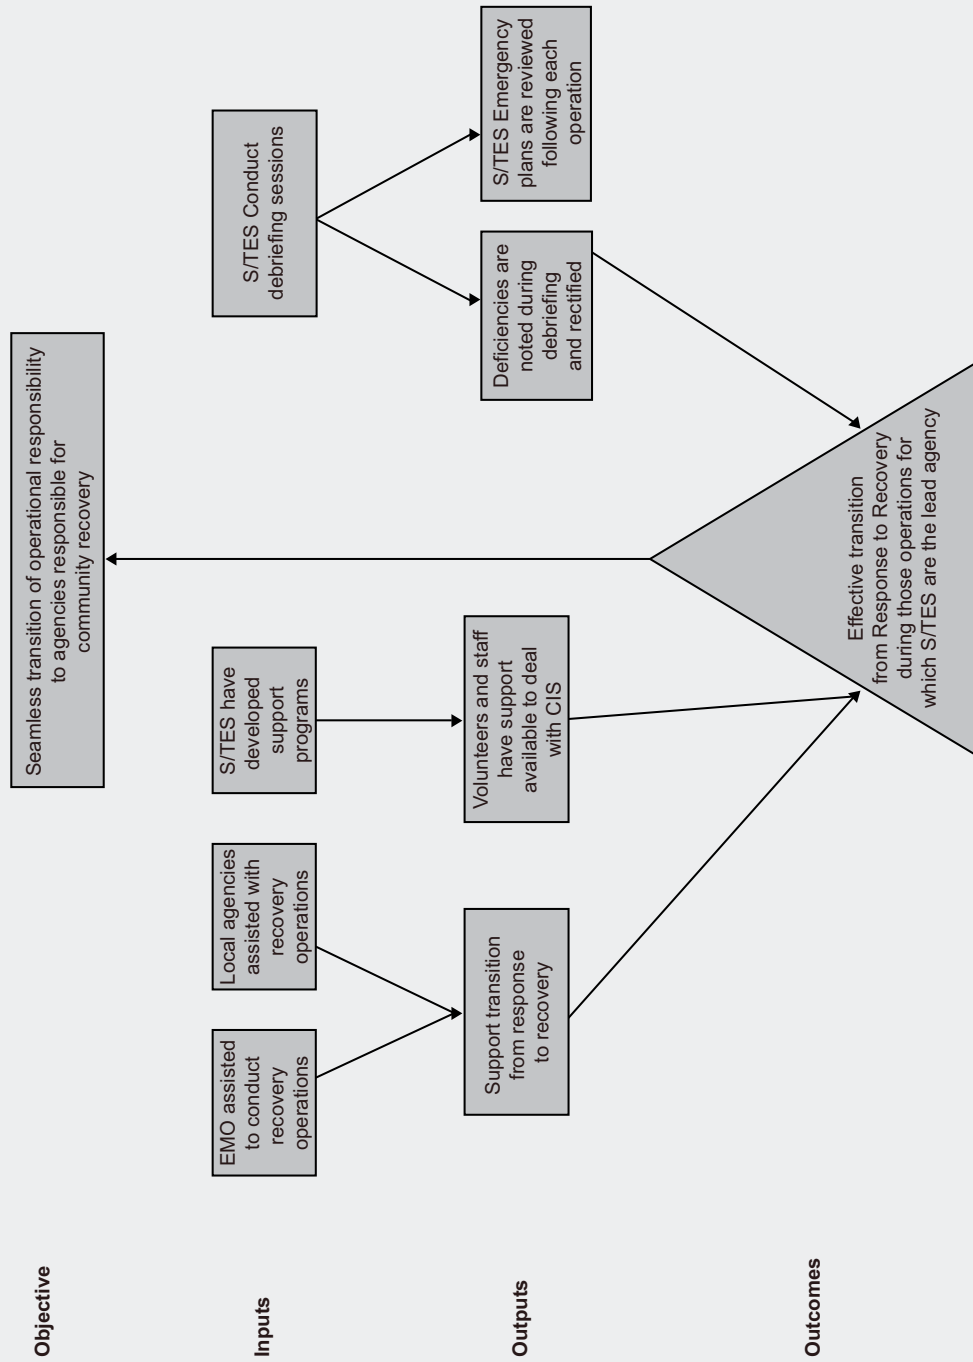 Objective
Seamless transition of operational responsibility
to agencies responsible for
community recovery
Inputs
EMO assisted
to conduct
recovery
operations
Local agencies
assisted with
recovery
operations
S/TES have
developed
support
programs
S/TES Conduct
debriefing sessions
Outputs
Support transition
from response
to recovery
Volunteers and staff
have support
available to deal
with CIS
Deficiencies are
noted during
debriefing
and rectified
S/TES Emergency
plans are reviewed
following each
operation
Outcomes
Effective transition
from Response to Recovery
during those operations for
which S/TES are the lead agency